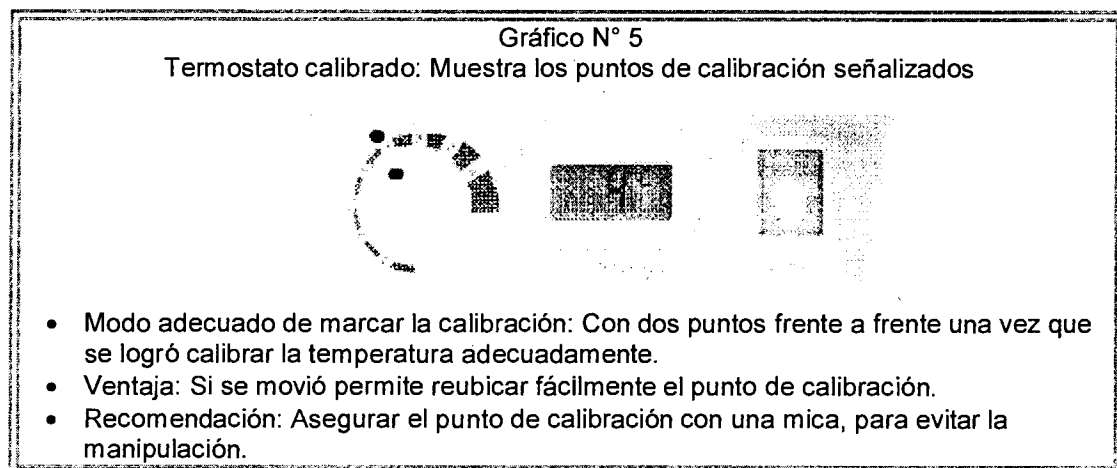 Gráfico N° 5
Termostato calibrado: Muestra los puntos de calibración señalizados
• Modo adecuado de marcar la calibración: Con dos puntos frente a frente una vez que
se logró calibrar la temperatura adecuadamente.
• Ventaja: Si se movió permite reubicar fácilmente el punto de calibración.
• Recomendación: Asegurar el punto de calibración con una mica, para evitar la
manipulación.